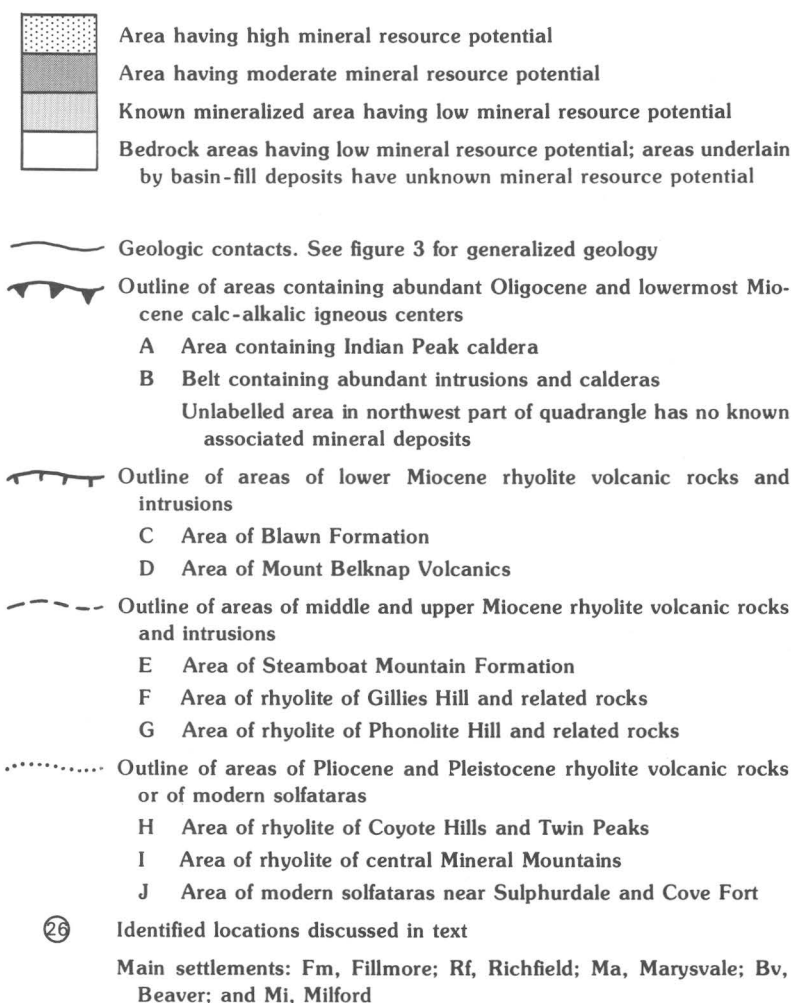 Area having high mineral resource potential
Area having moderate mineral resource potential
Known mineralized area having low mineral resource potential
Bedrock areas having low mineral resource potential; areas underlain
by basin-fill deposits have unknown mineral resource potential
Geologic contacts. See figure 3 for generalized geology
Outline of areas containing abundant Oligocene and lowermost Mio-
cene calc-alkalic igneous centers
A Area containing Indian Peak caldera
B Belt containing abundant intrusions and calderas
Unlabelled area in northwest part of quadrangle has no known
associated mineral deposits
Outline of areas of lower Miocene rhyolite volcanic rocks and
intrusions
C Area of Blawn Formation
D Area of Mount Belknap Volcanics
Outline of areas of middle and upper Miocene rhyolite volcanic rocks
and intrusions
E Area of Steamboat Mountain Formation
F Area of rhyolite of Gillies Hill and related rocks
G Area of rhyolite of Phonolite Hill and related rocks
Outline of areas of Pliocene and Pleistocene rhyolite volcanic rocks
or of modern solfataras
H Area of rhyolite of Coyote Hills and Twin Peaks
I Area of rhyolite of central Mineral Mountains
J Area of modern solfataras near Sulphurdale and Cove Fort
26 Identified locations discussed in text
Main settlements: Fm, Fillmore; Rf, Richfield; Ma, Marysvale; Bv,
Beaver; and Mi, Milford